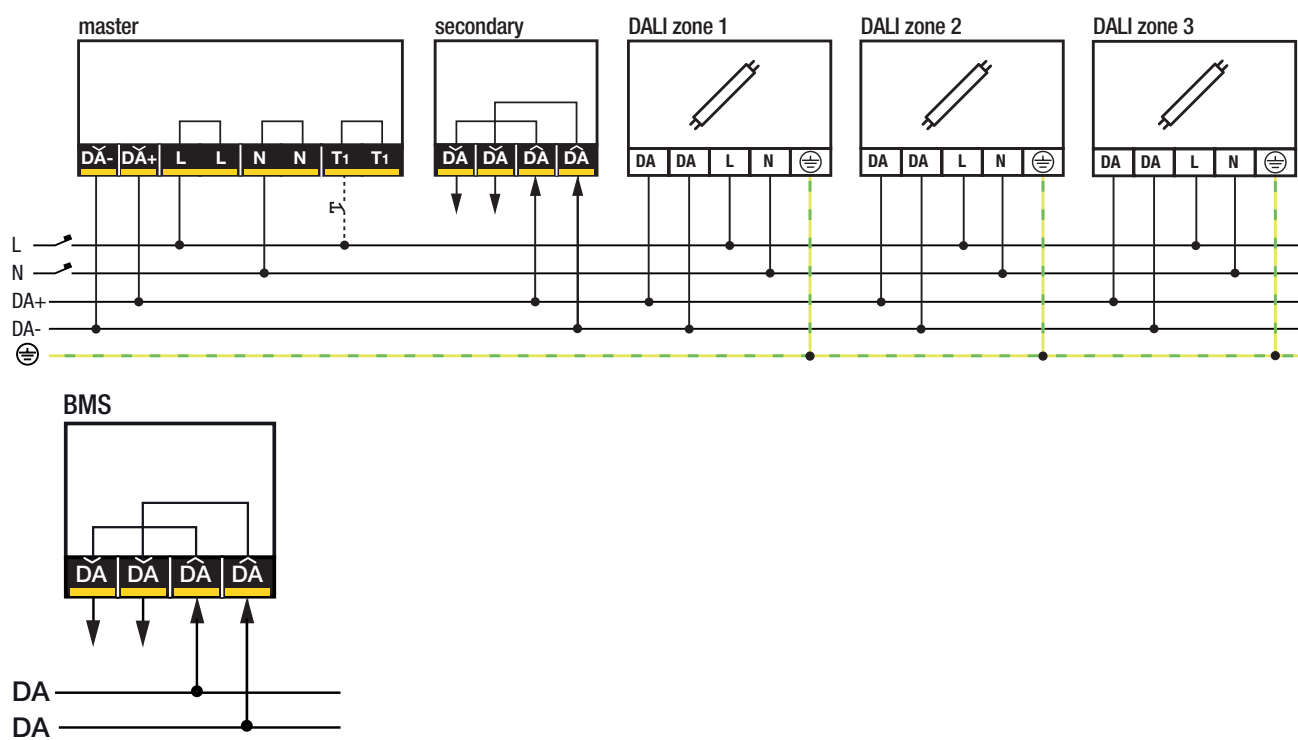 master secondary DALI zone 1 DALI zone 2 DALI zone 3
DA- DA+ L L N N T1 T1 DA DA DA DA DA DA L N DA DA L N DA DA L N
L
N
DA+
DA-
BMS
DA DA DA DA
DA
DA